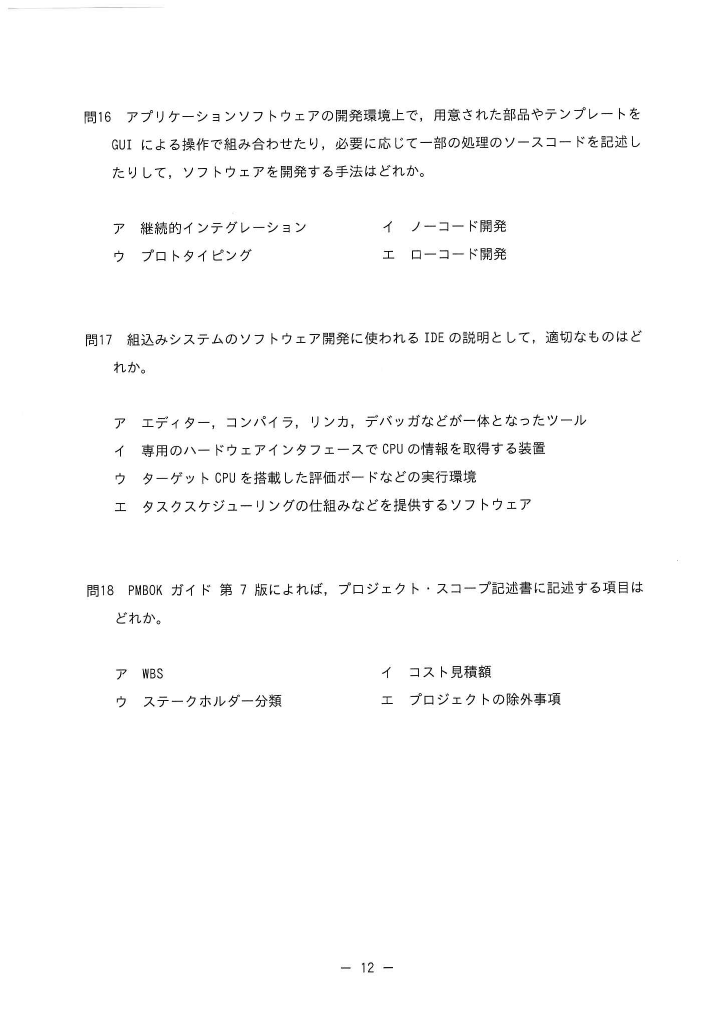 問16 アプリケーションソフトウェアの開発環境上で，用意された部品やテンプレートを
GUI による操作で組み合わせたり，必要に応じて一部の処理のソースコードを記述し
たりして，ソフトウェアを開発する手法はどれか。
ア 継続的インテグレーション イ ノーコード開発
ウ プロトタイピング エ ローコード開発
問17 組込みシステムのソフトウェア開発に使われる IDE の説明として，適切なものはど
れか。
ア エディター，コンパイラ，リンカ，デバッガなどが一体となったツール
イ 専用のハードウェアインタフェースで CPU の情報を取得する装置
ウ ターゲット CPU を搭載した評価ボードなどの実行環境
エ タスクスケジューリングの仕組みなどを提供するソフトウェア
問18 PMBOK ガイド 第 7 版によれば，プロジェクト・スコープ記述書に記述する項目は
どれか。
ア WBS イ コスト見積額
ウ ステークホルダー分類 エ プロジェクトの除外事項
― 12 ―